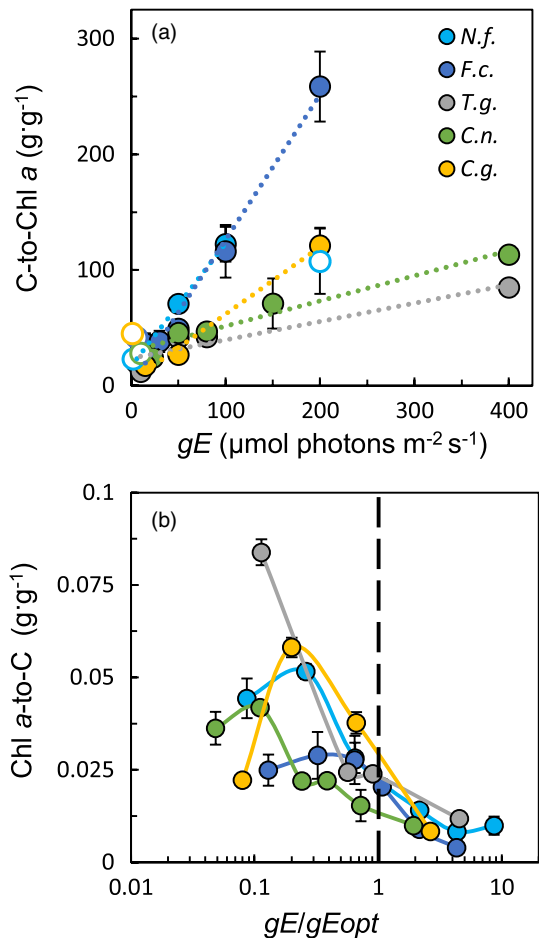 (a)
300
200
100
0
C-to-Chl a (g·g⁻¹)
N.f.
F.c.
T.g.
C.n.
C.g.
0 100 200 300 400
gE (µmol photons m⁻² s⁻¹)
(b)
0.1
0.075
0.05
0.025
0
Chl a-to-C (g·g⁻¹)
0.01 0.1 1 10
gE/gEopt